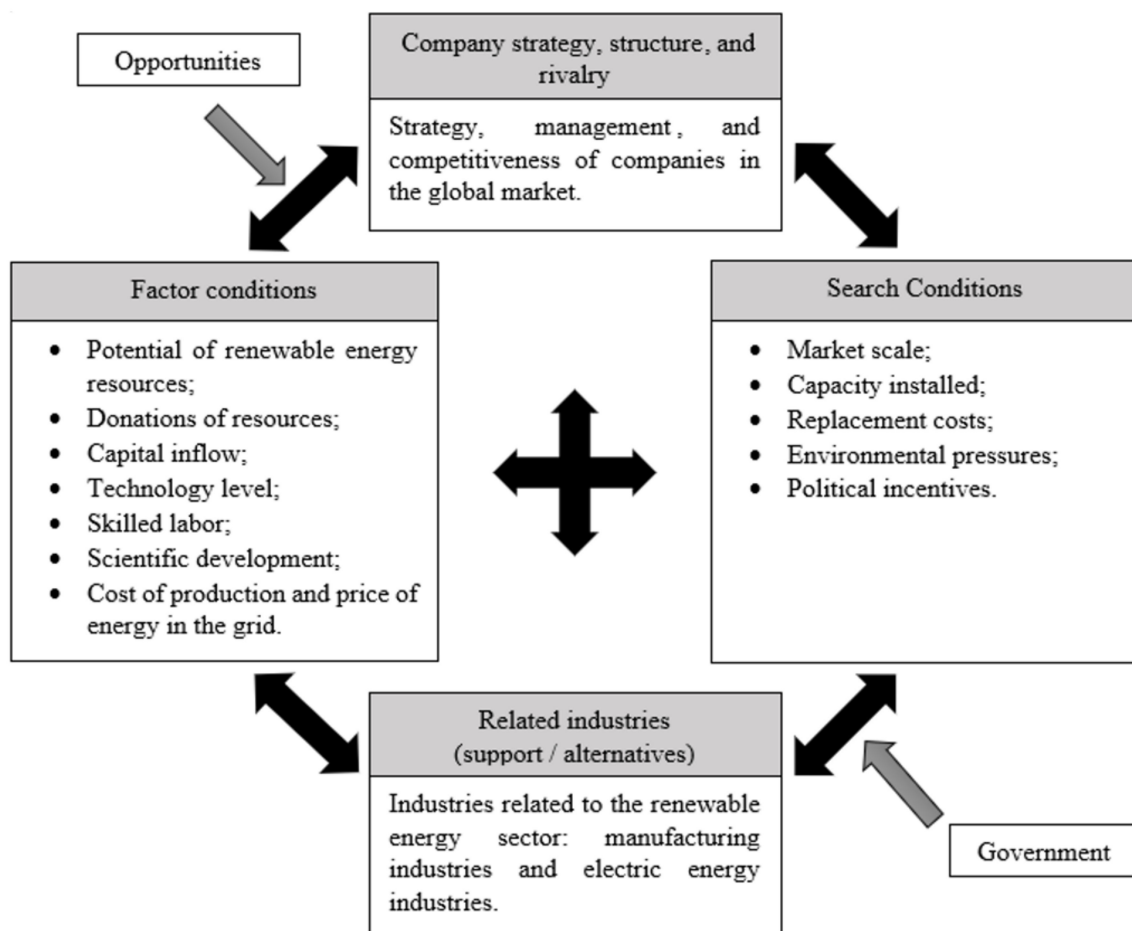 Opportunities
Company strategy, structure, and
rivalry
Strategy, management, and
competitiveness of companies in
the global market.
Factor conditions
• Potential of renewable energy
resources;
• Donations of resources;
• Capital inflow;
• Technology level;
• Skilled labor;
• Scientific development;
• Cost of production and price of
energy in the grid.
Search Conditions
• Market scale;
• Capacity installed;
• Replacement costs;
• Environmental pressures;
• Political incentives.
Related industries
(support / alternatives)
Industries related to the renewable
energy sector: manufacturing
industries and electric energy
industries.
Government